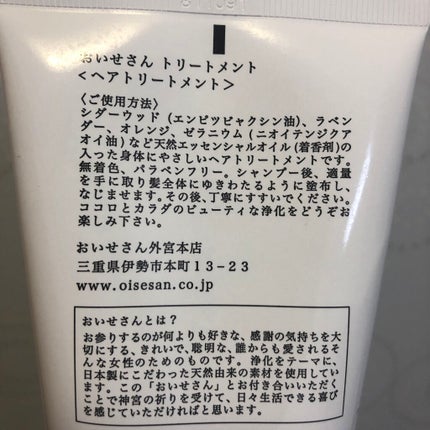 おいせさん トリートメント
＜ヘアトリートメント＞
〈ご使用方法〉
シダーウッド（エンピツビャクシン油）、ラベン
ダー、オレンジ、ゼラニウム（ニオイテンジクア
オイ油）など天然エッセンシャルオイル（着香剤）の
入った身体にやさしいヘアトリートメントです。
無着色、パラベンフリー。シャンプー後、適量
を手に取り髪全体にゆきわたるように塗布し、
なじませます。その後、丁寧にすすいでください。
ココロとカラダのビューティな浄化をどうぞお
楽しみ下さい。
おいせさん外宮本店
三重県伊勢市本町13-23
www.oisesan.co.jp
おいせさんとは？
お参りするのが何よりも好きな、感謝の気持ちを大
切にする、きれいで、聡明な、誰からも愛されるそ
んな女性のためのものです。浄化をテーマに、
日本製にこだわった天然由来の素材を使用してい
ます。この「おいせさん」とお付き合いいただく
ことで神宮の祈りを受けて、日々生活できる喜び
を感じていただければと思います。